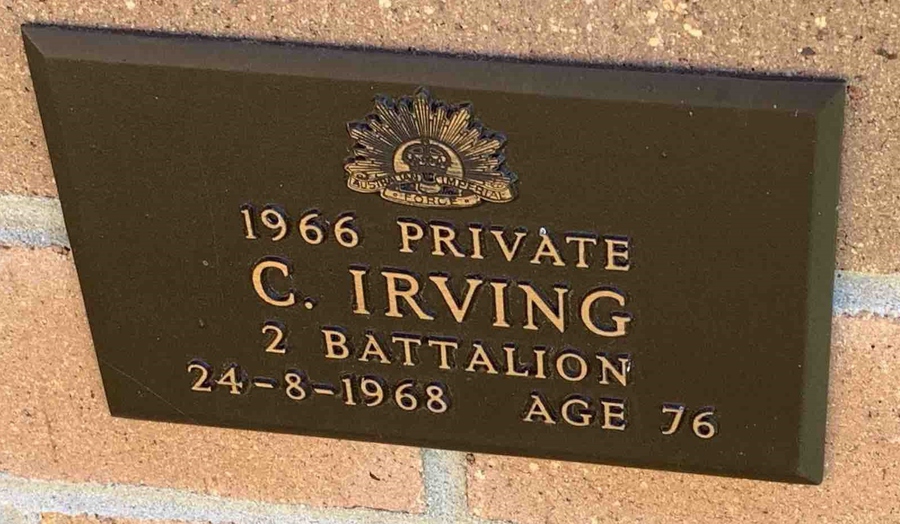 AUSTRALIAN IMPERIAL
FORCE
1966 PRIVATE
C. IRVING
2 BATTALION
24-8-1968 AGE 76